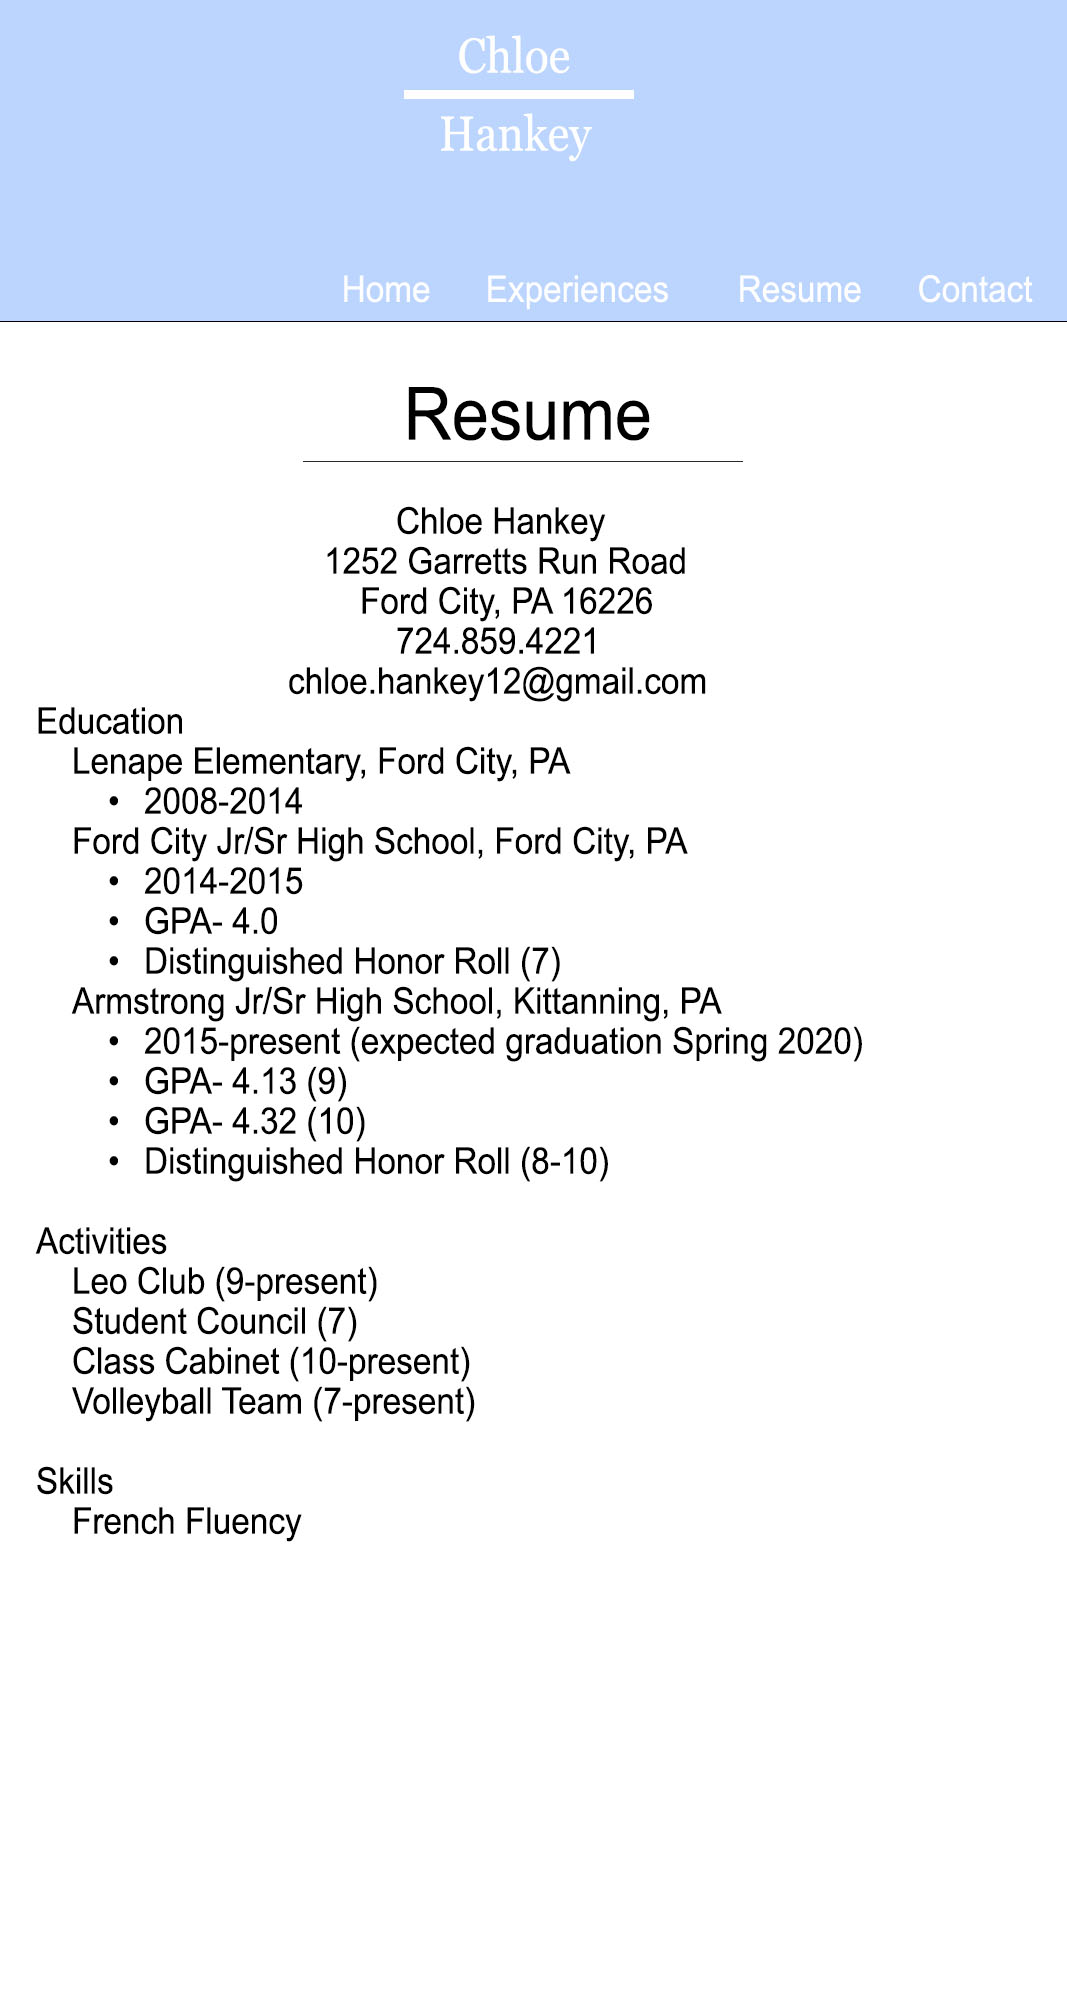 Chloe
Hankey
Home Experiences Resume Contact
Resume
Chloe Hankey
1252 Garretts Run Road
Ford City, PA 16226
724.859.4221
chloe.hankey12@gmail.com
Education
Lenape Elementary, Ford City, PA
• 2008-2014
Ford City Jr/Sr High School, Ford City, PA
• 2014-2015
• GPA- 4.0
• Distinguished Honor Roll (7)
Armstrong Jr/Sr High School, Kittanning, PA
• 2015-present (expected graduation Spring 2020)
• GPA- 4.13 (9)
• GPA- 4.32 (10)
• Distinguished Honor Roll (8-10)
Activities
Leo Club (9-present)
Student Council (7)
Class Cabinet (10-present)
Volleyball Team (7-present)
Skills
French Fluency